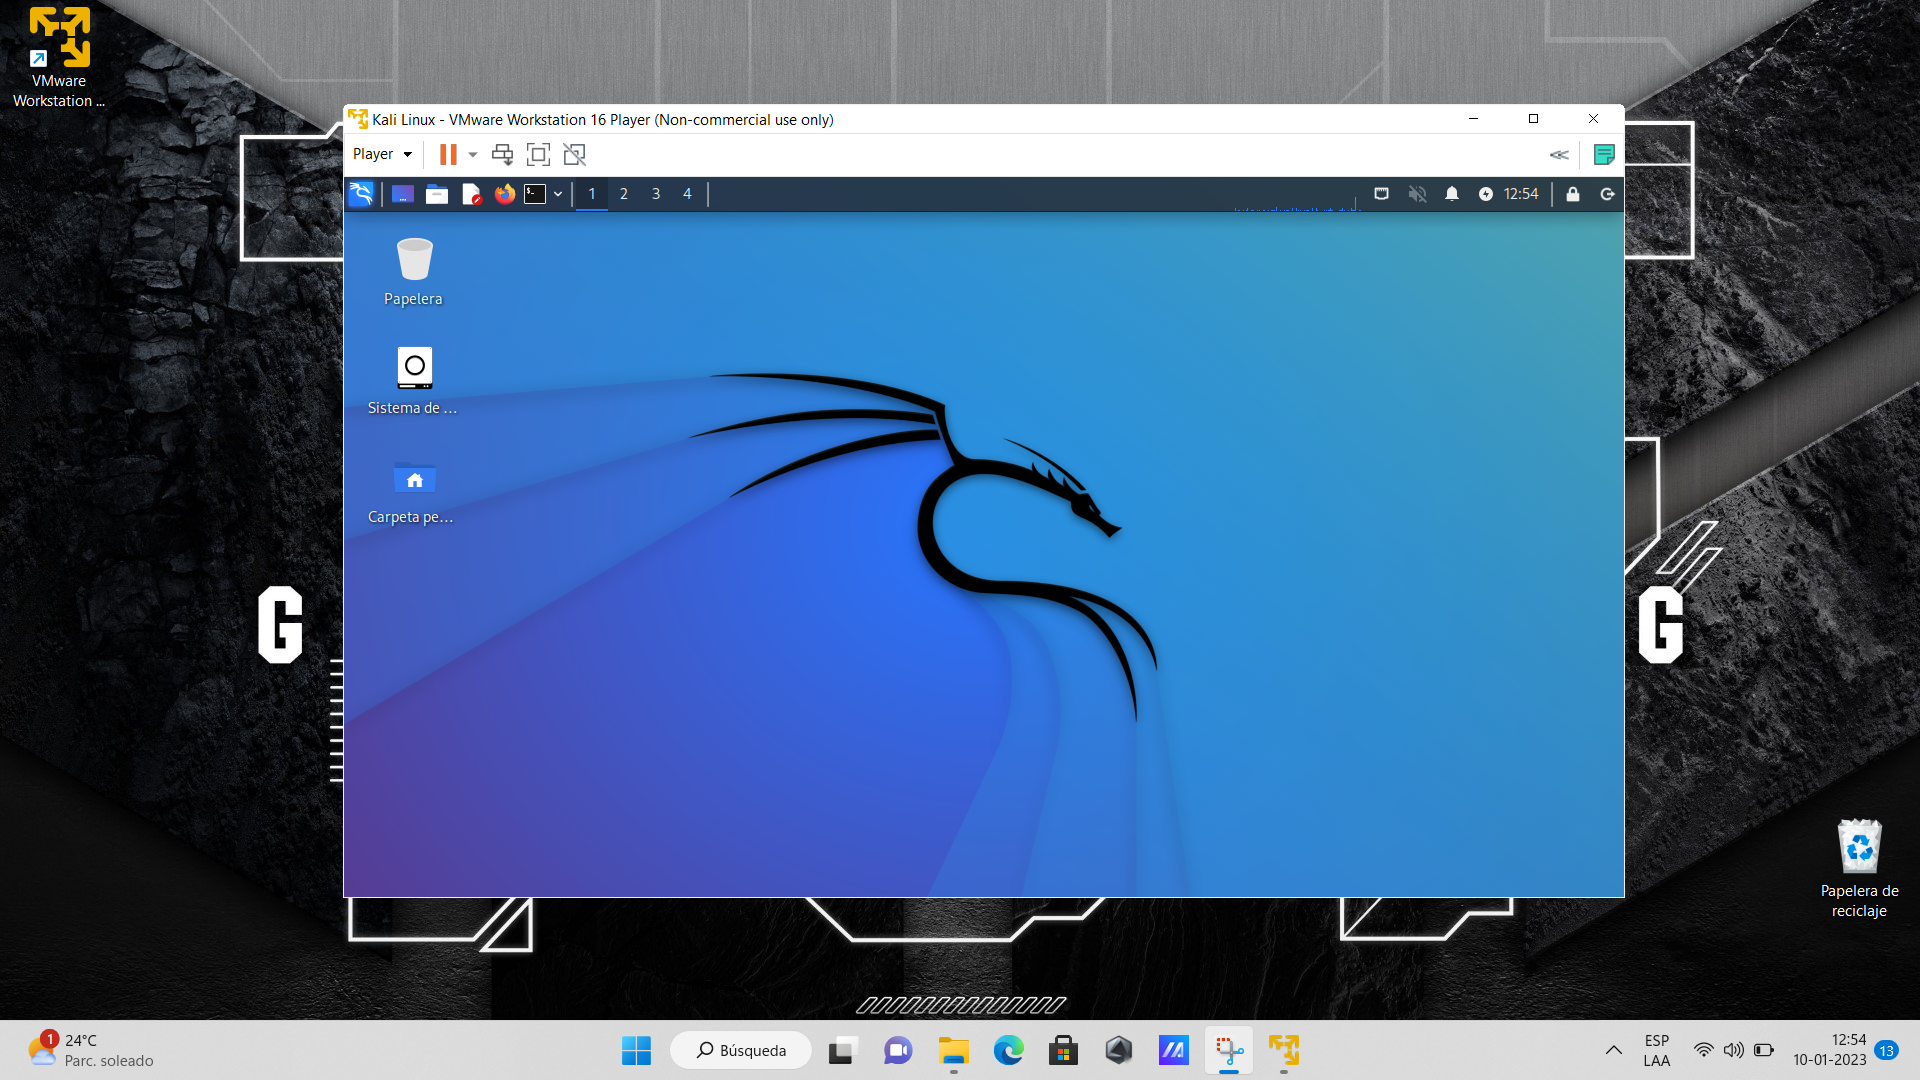 VMware
Workstation ...
Kali Linux - VMware Workstation 16 Player (Non-commercial use only)
Player
1 2 3 4
12:54
Papelera
Sistema de ...
Carpeta pe...
G G
Papelera de
reciclaje
1
24°C
Parc. soleado
Búsqueda
ESP
LAA
12:54
10-01-2023
13